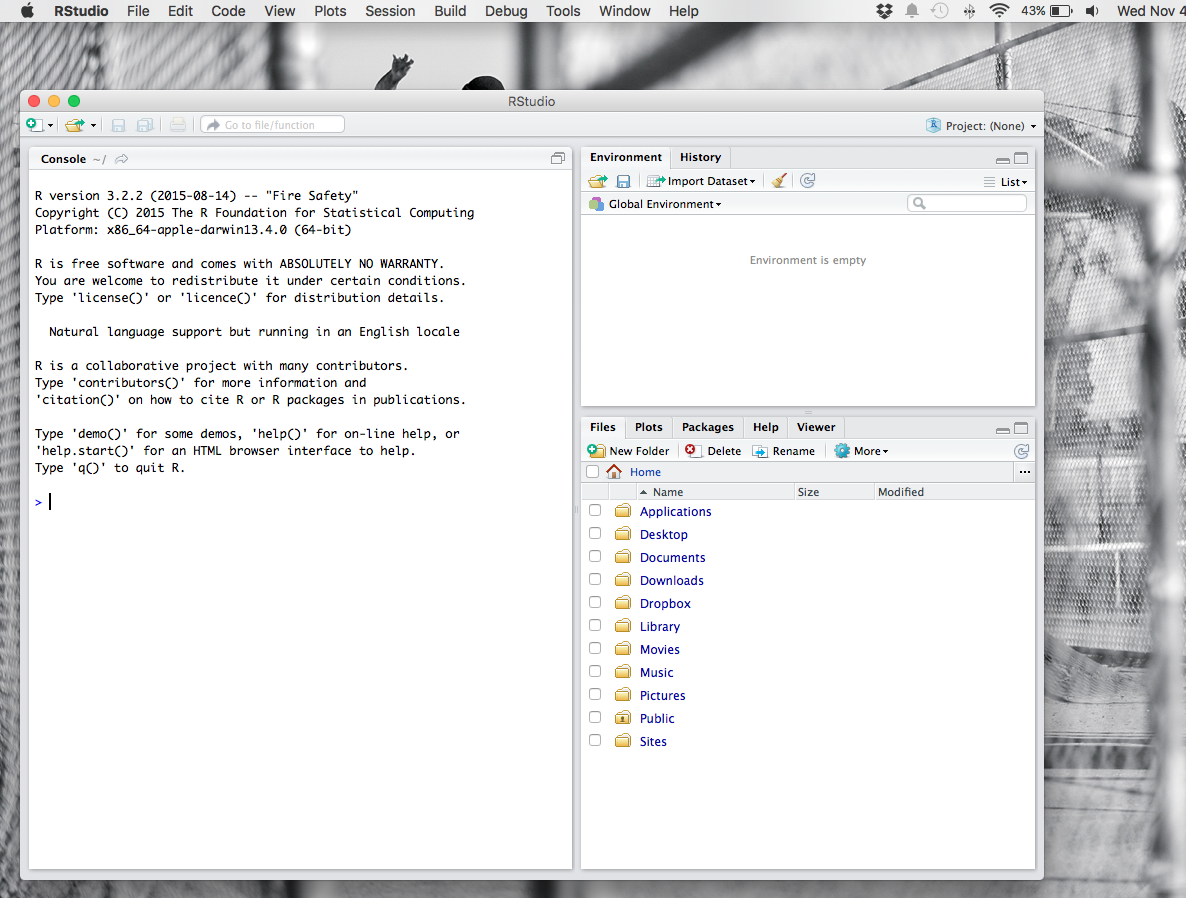 RStudio File Edit Code View Plots Session Build Debug Tools Window Help 43% Wed Nov 4
RStudio
Go to file/function
Project: (None)
Console ~/
R version 3.2.2 (2015-08-14) -- "Fire Safety"
Copyright (C) 2015 The R Foundation for Statistical Computing
Platform: x86_64-apple-darwin13.4.0 (64-bit)
R is free software and comes with ABSOLUTELY NO WARRANTY.
You are welcome to redistribute it under certain conditions.
Type 'license()' or 'licence()' for distribution details.
Natural language support but running in an English locale
R is a collaborative project with many contributors.
Type 'contributors()' for more information and
'citation()' on how to cite R or R packages in publications.
Type 'demo()' for some demos, 'help()' for on-line help, or
'help.start()' for an HTML browser interface to help.
Type 'q()' to quit R.
>
Environment History
Import Dataset List
Global Environment
Environment is empty
Files Plots Packages Help Viewer
New Folder Delete Rename More
Home ...
Name Size Modified
Applications
Desktop
Documents
Downloads
Dropbox
Library
Movies
Music
Pictures
Public
Sites